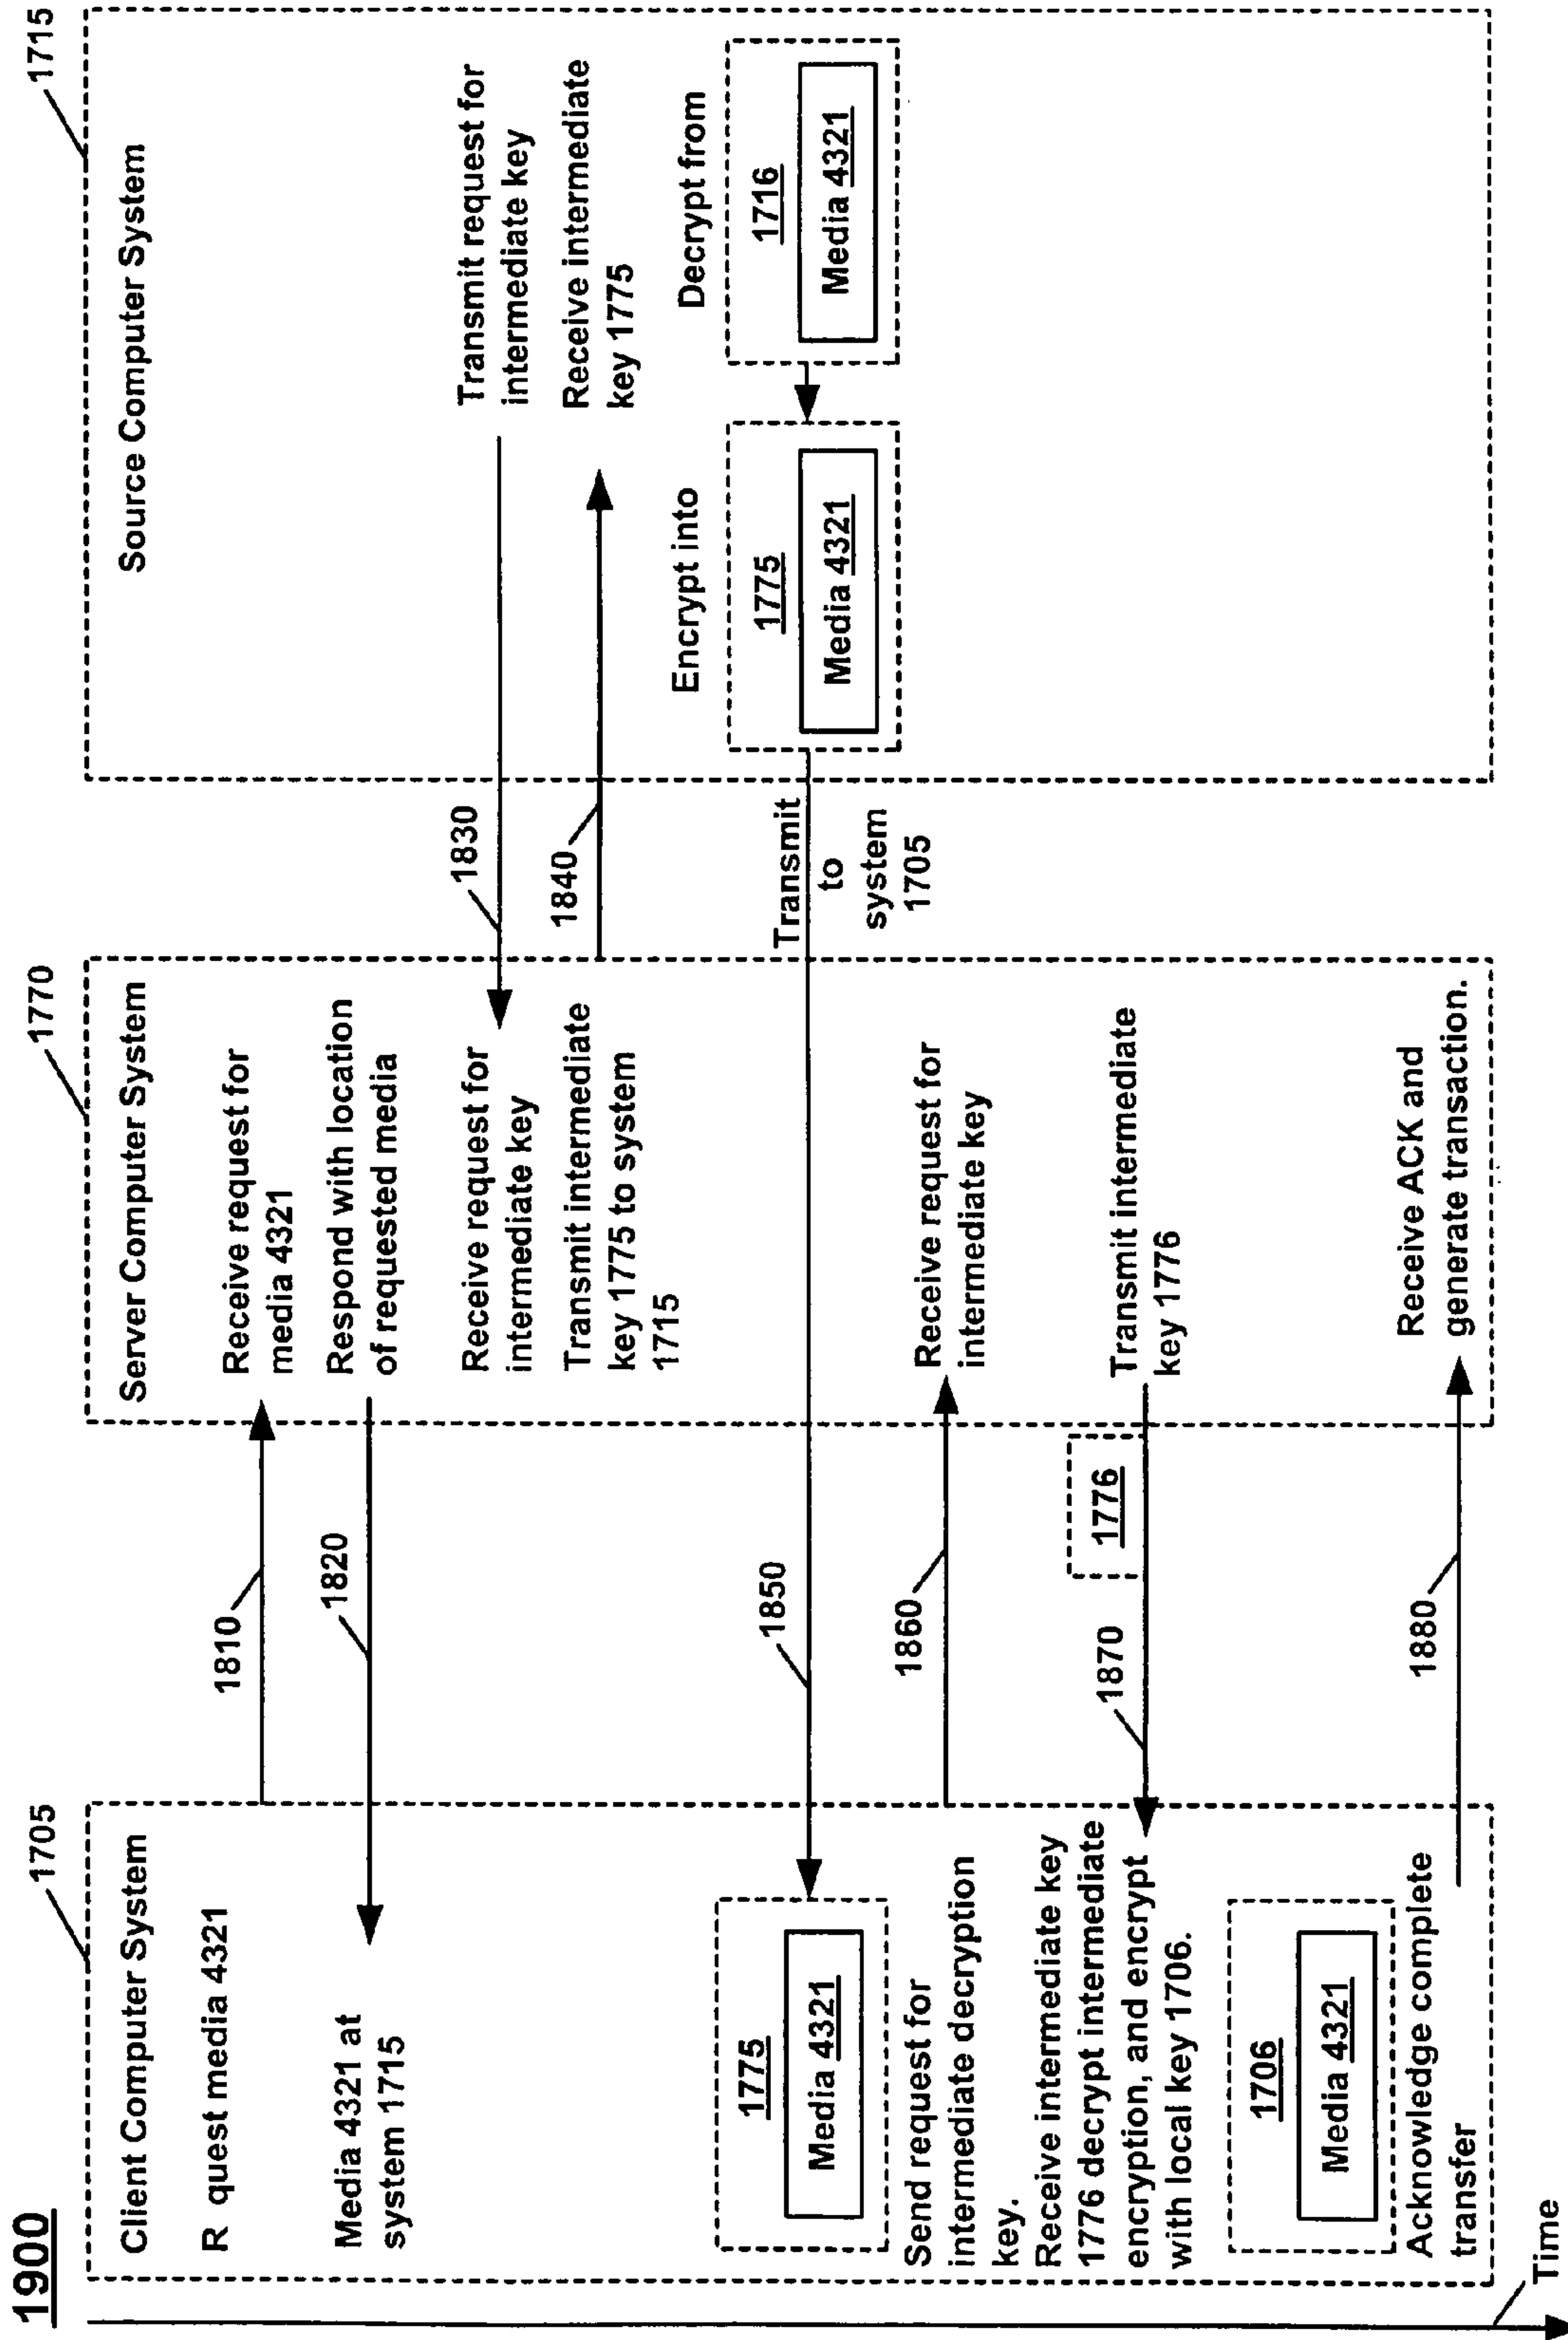 1900
1705
Client Computer System
R quest media 4321
Media 4321 at
system 1715
1775
Media 4321
Send request for
intermediate decryption
key.
Receive intermediate key
1776 decrypt intermediate
encryption, and encrypt
with local key 1706.
1706
Media 4321
Acknowledge complete
transfer
Time
1810
1820
1850
1860
1870
1776
1880
1770
Server Computer System
Receive request for
media 4321
Respond with location
of requested media
Receive request for
intermediate key
Transmit intermediate
key 1775 to system
1715
Receive request for
intermediate key
Transmit intermediate
key 1776
Receive ACK and
generate transaction.
1830
1840
Transmit
to
system
1705
1715
Source Computer System
Transmit request for
intermediate key
Receive intermediate
key 1775
Encrypt into
1775
Media 4321
Decrypt from
1716
Media 4321